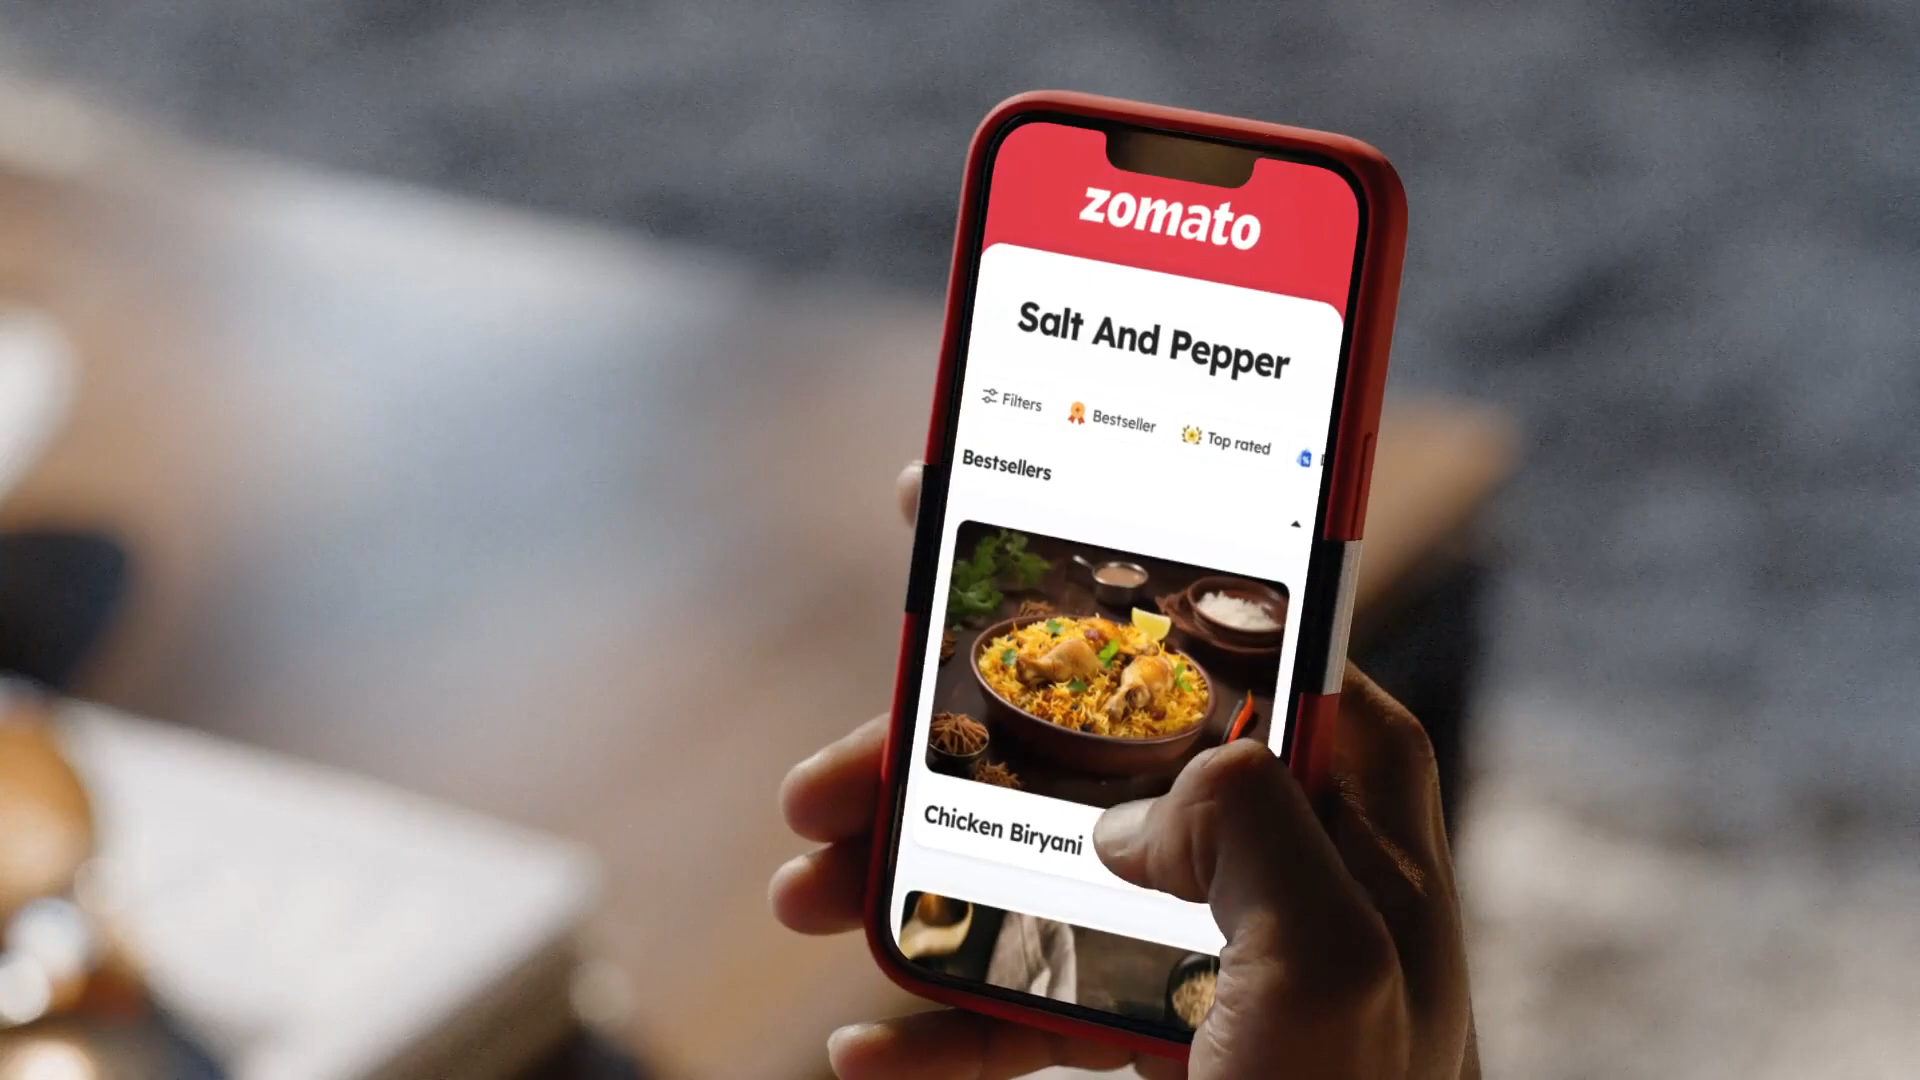 zomato
Salt And Pepper
Filters Bestseller Top rated
Bestsellers
Chicken Biryani